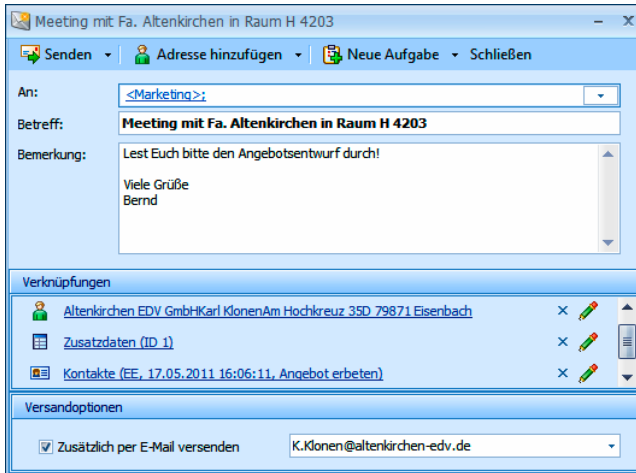 Meeting mit Fa. Altenkirchen in Raum H 4203
Senden Adresse hinzufügen Neue Aufgabe Schließen
An: <Marketing>;
Betreff: Meeting mit Fa. Altenkirchen in Raum H 4203
Bemerkung: Lest Euch bitte den Angebotsentwurf durch!
Viele Grüße
Bernd
Verknüpfungen
Altenkirchen EDV GmbHKarl KlonenAm Hochkreuz 35D 79871 Eisenbach
Zusatzdaten (ID 1)
Kontakte (EE, 17.05.2011 16:06:11, Angebot erbeten)
Versandoptionen
Zusätzlich per E-Mail versenden K.Klonen@altenkirchen-edv.de